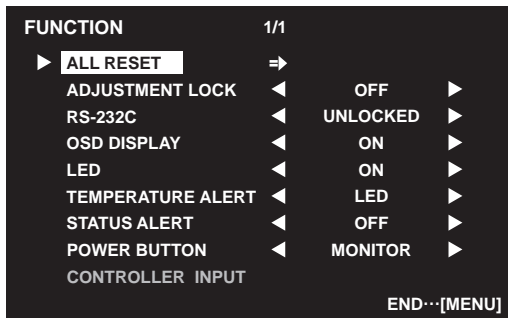 FUNCTION 1/1
ALL RESET
ADJUSTMENT LOCK OFF
RS-232C UNLOCKED
OSD DISPLAY ON
LED ON
TEMPERATURE ALERT LED
STATUS ALERT OFF
POWER BUTTON MONITOR
CONTROLLER INPUT
END···[MENU]